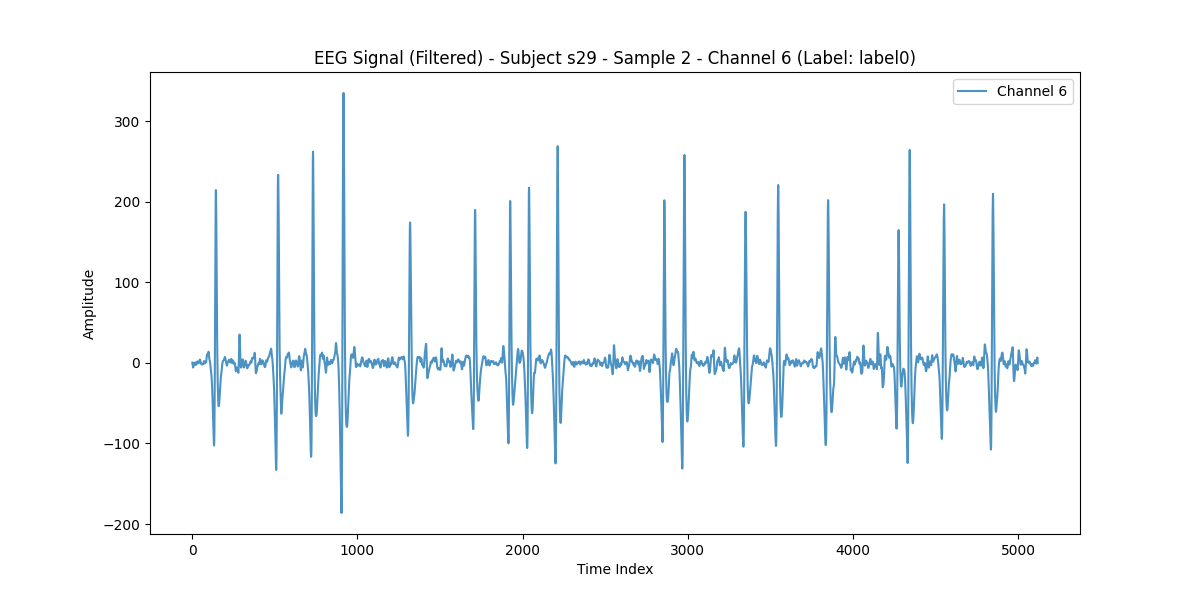 EEG Signal (Filtered) - Subject s29 - Sample 2 - Channel 6 (Label: label0)
Channel 6
300
200
100
0
−100
−200
Amplitude
0 1000 2000 3000 4000 5000
Time Index